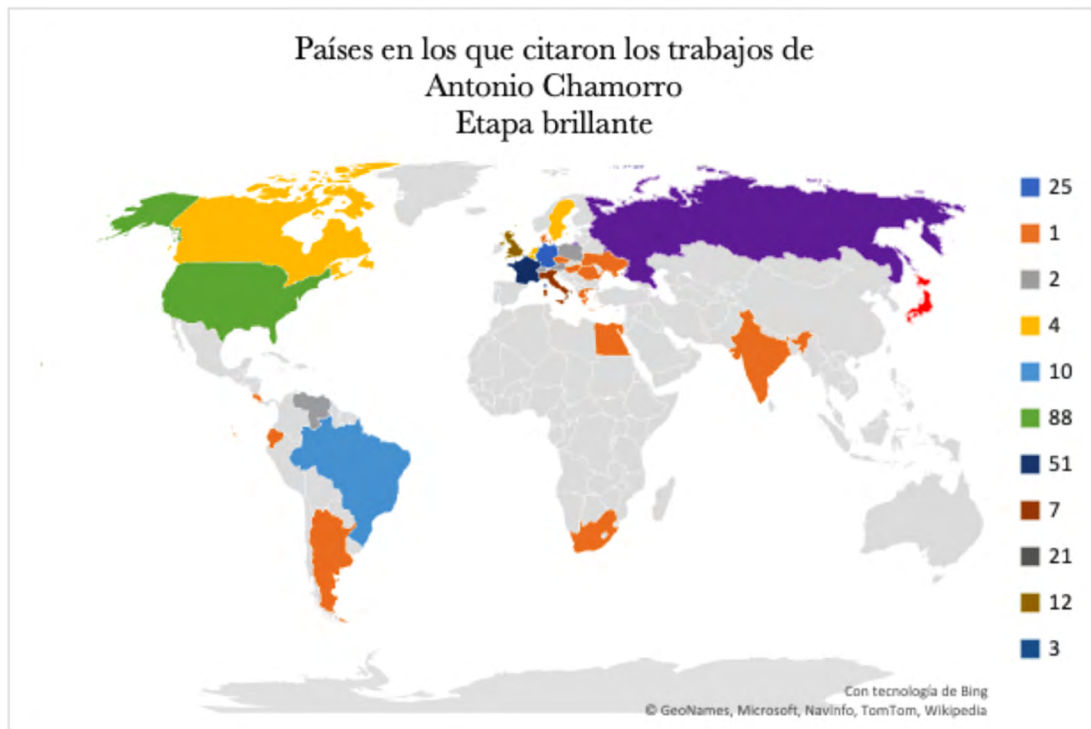 Países en los que citaron los trabajos de
Antonio Chamorro
Etapa brillante
25
1
2
4
10
88
51
7
21
12
3
Con tecnología de Bing
© GeoNames, Microsoft, Navinfo, TomTom, Wikipedia